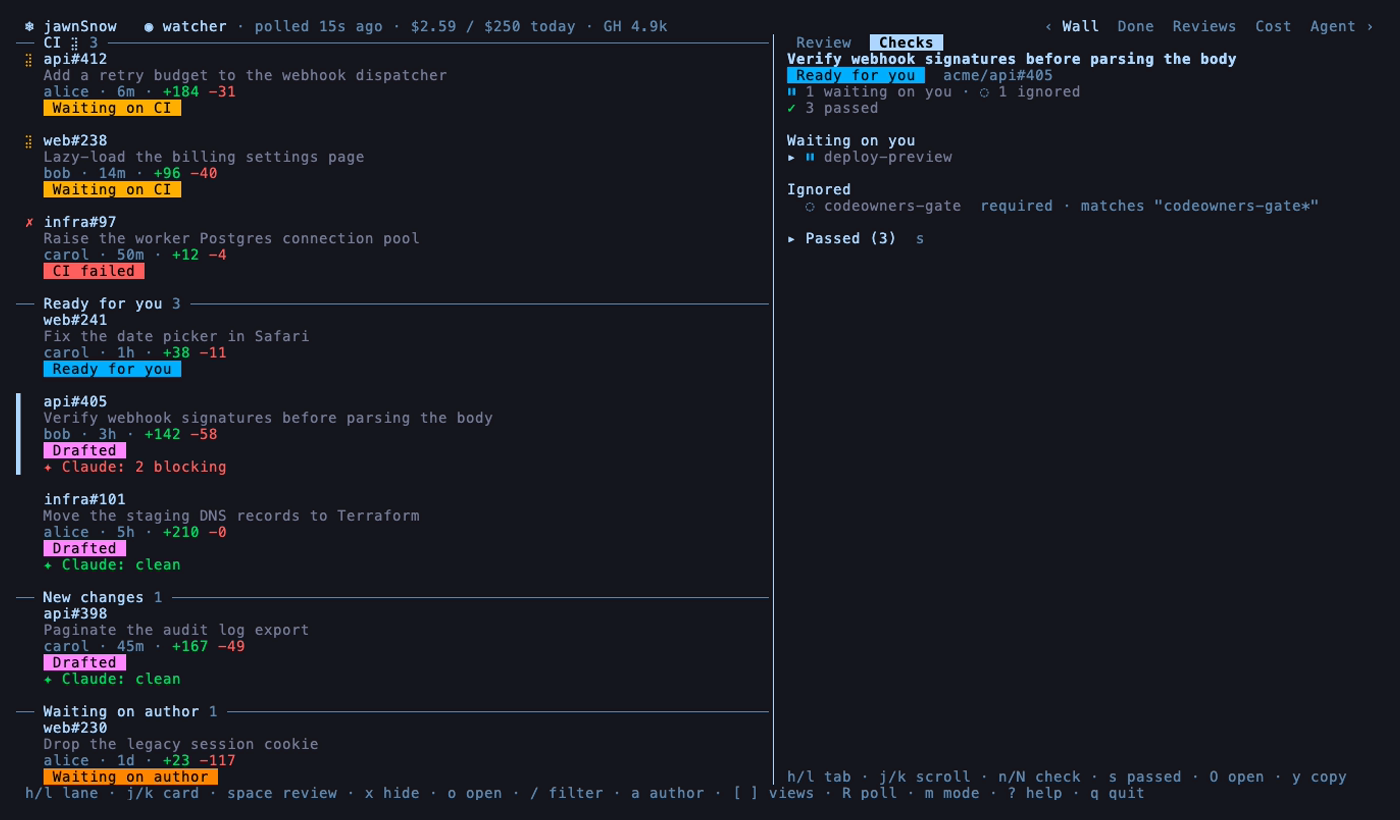 ❄ jawnSnow ◉ watcher · polled 15s ago · $2.59 / $250 today · GH 4.9k ‹ Wall Done Reviews Cost Agent ›
CI ⣽ 3
⣽ api#412
Add a retry budget to the webhook dispatcher
alice · 6m · +184 −31
Waiting on CI
⣽ web#238
Lazy-load the billing settings page
bob · 14m · +96 −40
Waiting on CI
✗ infra#97
Raise the worker Postgres connection pool
carol · 50m · +12 −4
CI failed
Ready for you 3
web#241
Fix the date picker in Safari
carol · 1h · +38 −11
Ready for you
api#405
Verify webhook signatures before parsing the body
bob · 3h · +142 −58
Drafted
✦ Claude: 2 blocking
infra#101
Move the staging DNS records to Terraform
alice · 5h · +210 −0
Drafted
✦ Claude: clean
New changes 1
api#398
Paginate the audit log export
carol · 45m · +167 −49
Drafted
✦ Claude: clean
Waiting on author 1
web#230
Drop the legacy session cookie
alice · 1d · +23 −117
Waiting on author
Review Checks
Verify webhook signatures before parsing the body
Ready for you acme/api#405
⏸ 1 waiting on you · ◌ 1 ignored
✓ 3 passed
Waiting on you
▸ ⏸ deploy-preview
Ignored
◌ codeowners-gate required · matches "codeowners-gate*"
▸ Passed (3) s
h/l tab · j/k scroll · n/N check · s passed · O open · y copy
h/l lane · j/k card · space review · x hide · o open · / filter · a author · [ ] views · R poll · m mode · ? help · q quit